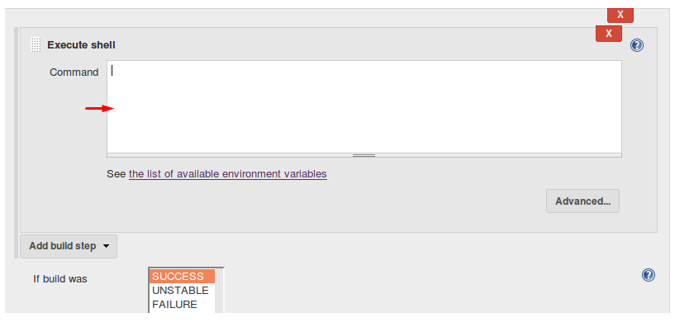 X
X
Execute shell
Command
See the list of available environment variables
Advanced...
Add build step
If build was
SUCCESS
UNSTABLE
FAILURE